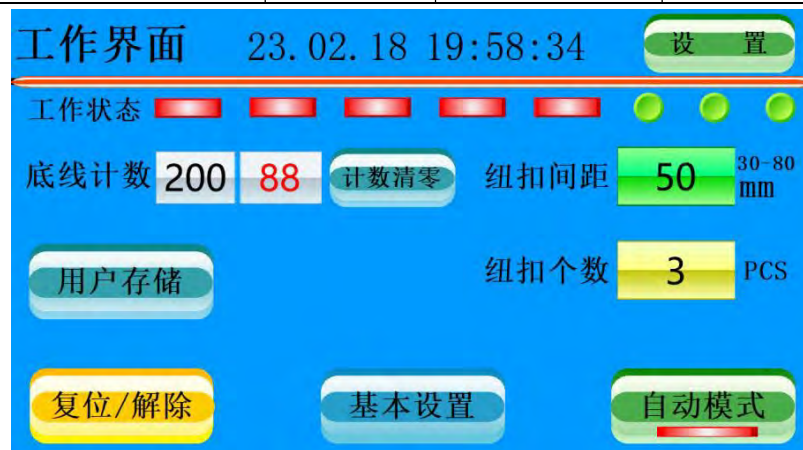 工作界面 23.02.18 19:58:34 设 置
工作状态
底线计数 200 88 计数清零 纽扣间距 50 30-80 mm
用户存储 纽扣个数 3 PCS
复位/解除 基本设置 自动模式